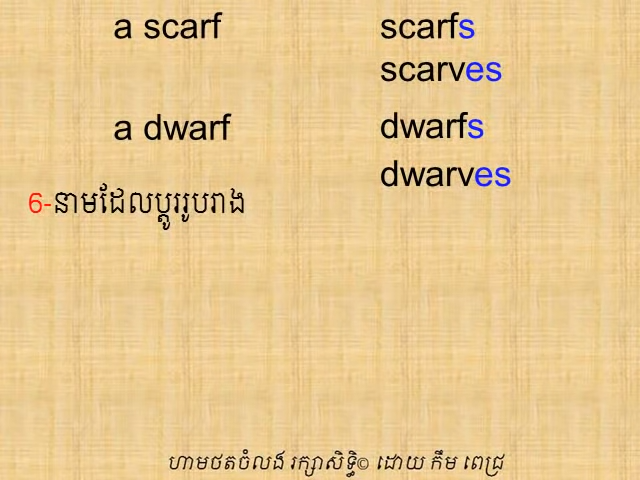 a scarf scarfs
scarves
a dwarf dwarfs
dwarves
6-នាមដែលប្តូររូបរាង
ហាមថតចំលង រក្សាសិទ្ធិ© ដោយ កឹម ពេជ្រ